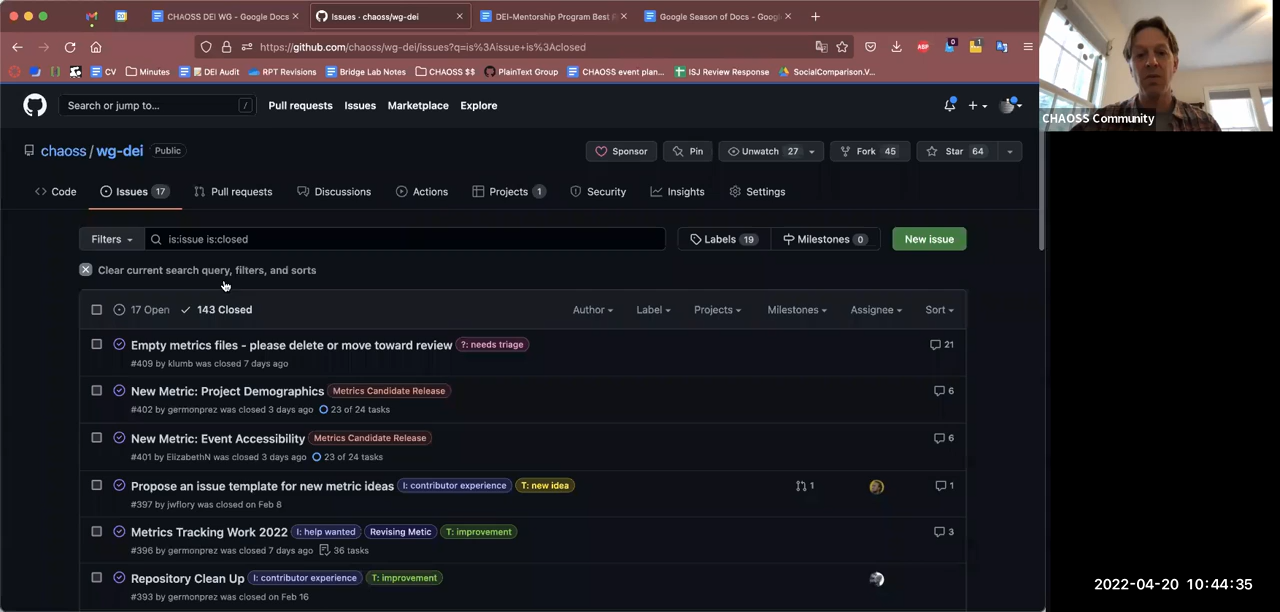 CHAOSS DEI WG - Google Docs
Issues · chaoss/wg-dei
DEI-Mentorship Program Best P
Google Season of Docs - Goog
https://github.com/chaoss/wg-dei/issues?q=is%3Aissue+is%3Aclosed
0
ABP
1
CV
Minutes
DEI Audit
RPT Revisions
Bridge Lab Notes
CHAOSS $$
PlainText Group
CHAOSS event plan...
ISJ Review Response
SocialComparison.V...
CHAOSS Community
Search or jump to...
/
Pull requests
Issues
Marketplace
Explore
chaoss / wg-dei
Public
Sponsor
Pin
Unwatch 27
Fork 45
Star 64
Code
Issues 17
Pull requests
Discussions
Actions
Projects 1
Security
Insights
Settings
Filters
is:issue is:closed
Labels 19
Milestones 0
New issue
Clear current search query, filters, and sorts
17 Open
143 Closed
Author
Label
Projects
Milestones
Assignee
Sort
Empty metrics files - please delete or move toward review ?: needs triage 21
#409 by klumb was closed 7 days ago
New Metric: Project Demographics Metrics Candidate Release 6
#402 by germonprez was closed 3 days ago 23 of 24 tasks
New Metric: Event Accessibility Metrics Candidate Release 6
#401 by ElizabethN was closed 3 days ago 23 of 24 tasks
Propose an issue template for new metric ideas I: contributor experience T: new idea 1 1
#397 by jwflory was closed on Feb 6
Metrics Tracking Work 2022 I: help wanted Revising Metic T: improvement 3
#396 by germonprez was closed 7 days ago 36 tasks
Repository Clean Up I: contributor experience T: improvement
#393 by germonprez was closed on Feb 16
2022-04-20 10:44:35